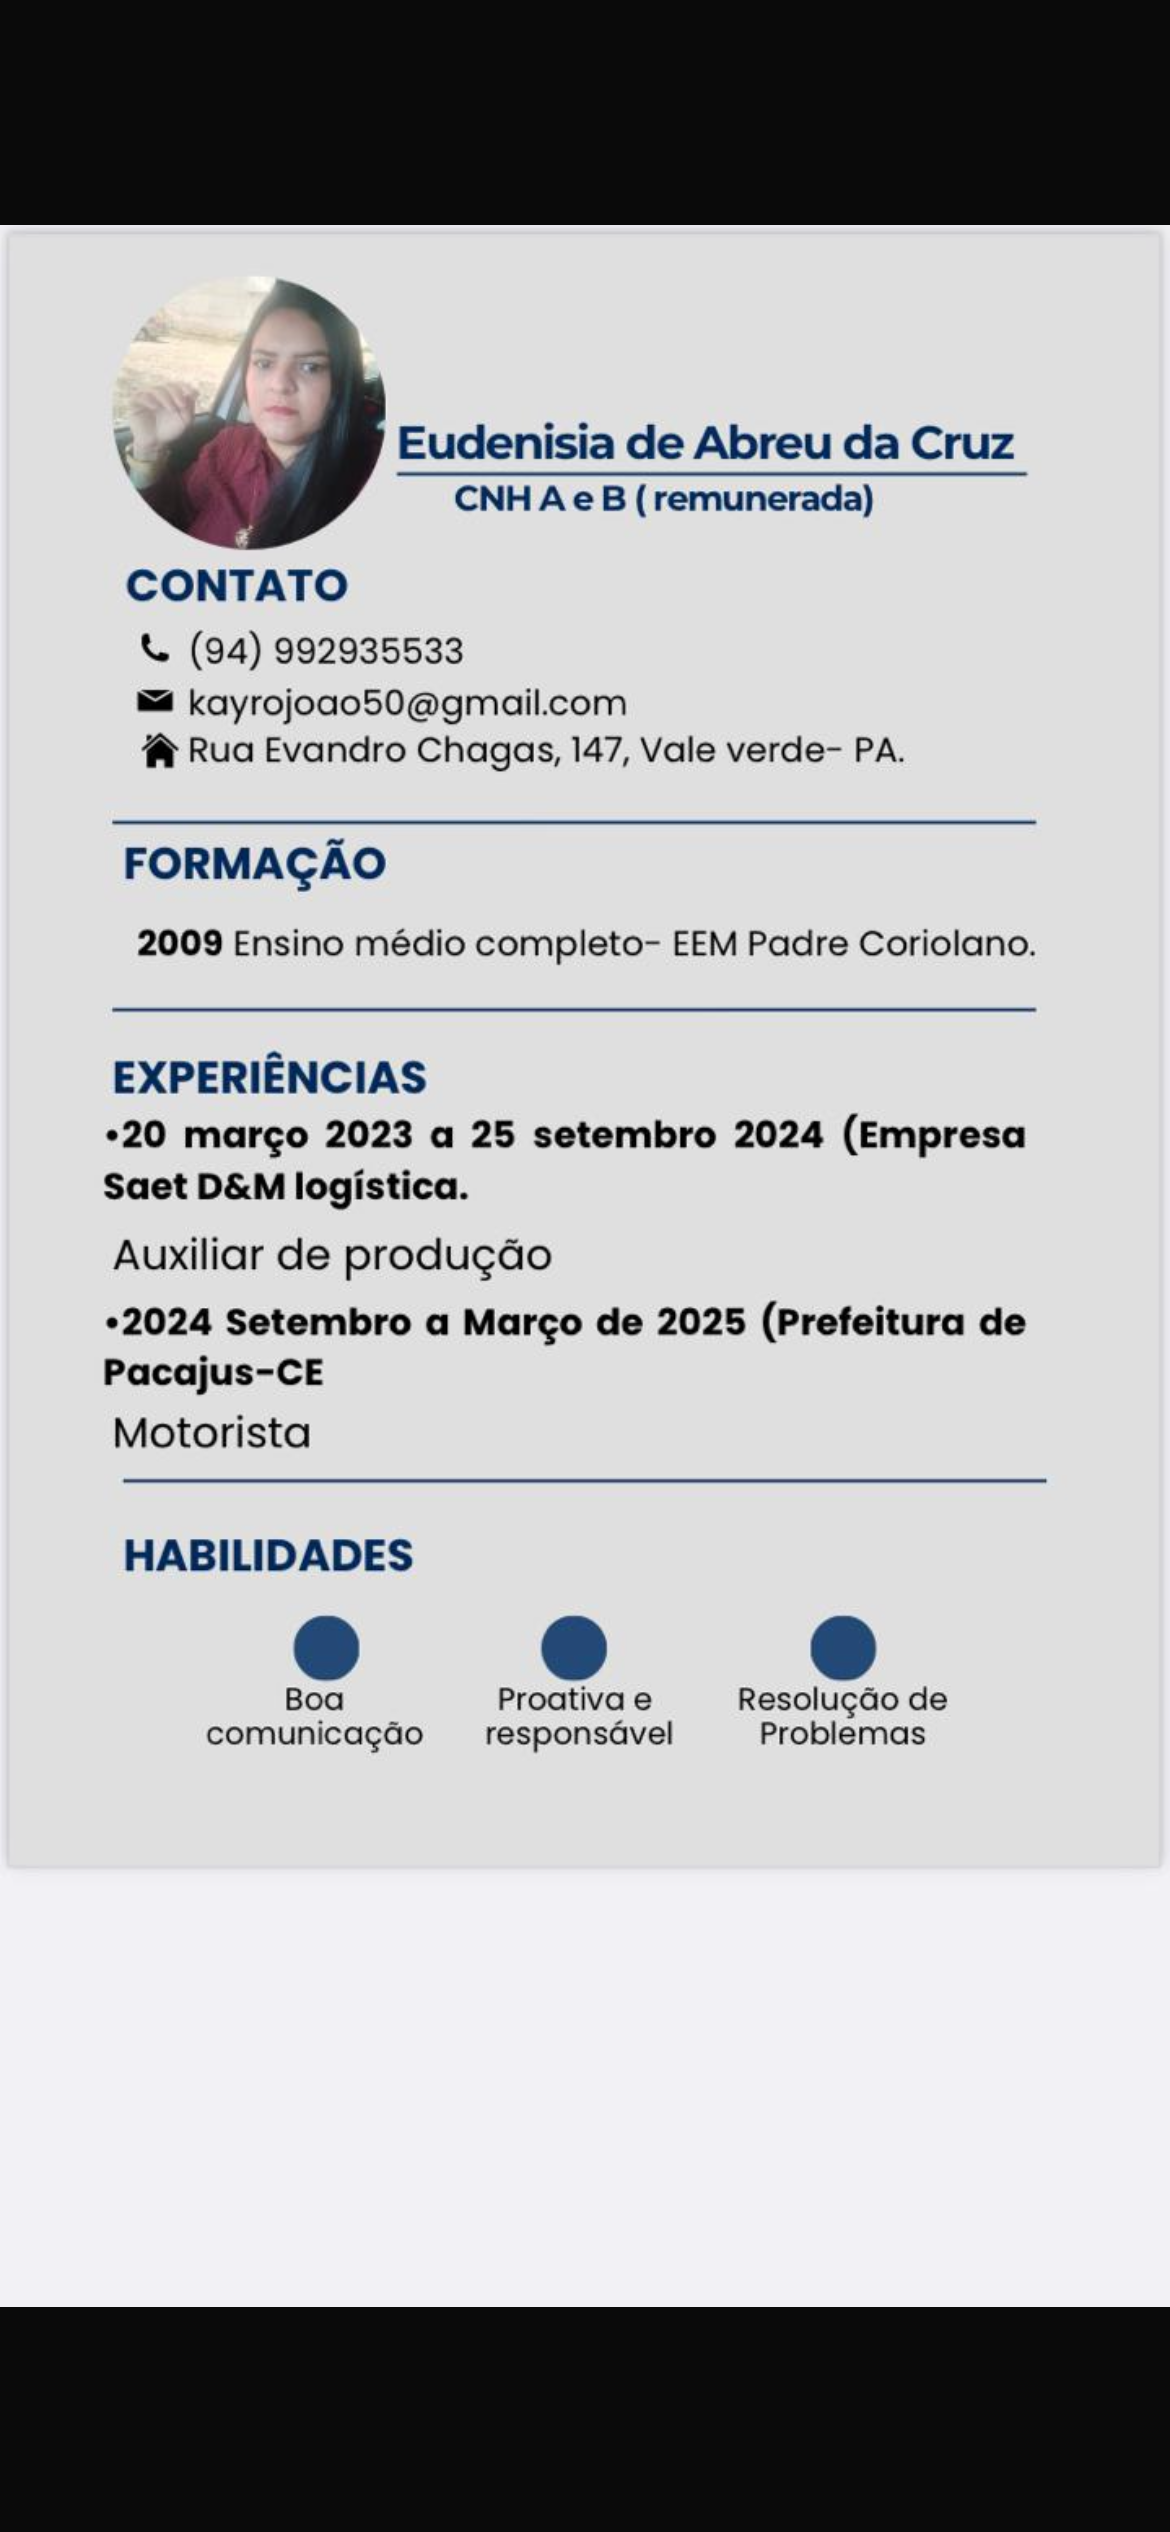 Eudenisia de Abreu da Cruz
CNH A e B ( remunerada)
CONTATO
(94) 992935533
kayrojoao50@gmail.com
Rua Evandro Chagas, 147, Vale verde- PA.
FORMAÇÃO
2009 Ensino médio completo- EEM Padre Coriolano.
EXPERIÊNCIAS
•20 março 2023 a 25 setembro 2024 (Empresa
Saet D&M logística.
Auxiliar de produção
•2024 Setembro a Março de 2025 (Prefeitura de
Pacajus-CE
Motorista
HABILIDADES
Boa
comunicação
Proativa e
responsável
Resolução de
Problemas